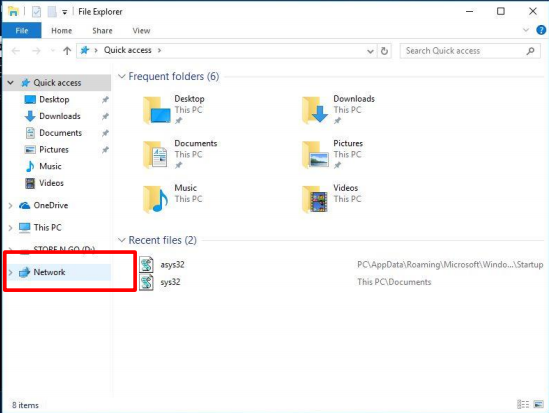 File Explorer
File Home Share View
Quick access
Search Quick access
Quick access
Desktop
Downloads
Documents
Pictures
Music
Videos
OneDrive
This PC
STORE N GO (D:)
Network
Frequent folders (6)
Desktop
This PC
Downloads
This PC
Documents
This PC
Pictures
This PC
Music
This PC
Videos
This PC
Recent files (2)
asys32 PC\AppData\Roaming\Microsoft\Windo...\Startup
sys32 This PC\Documents
8 items